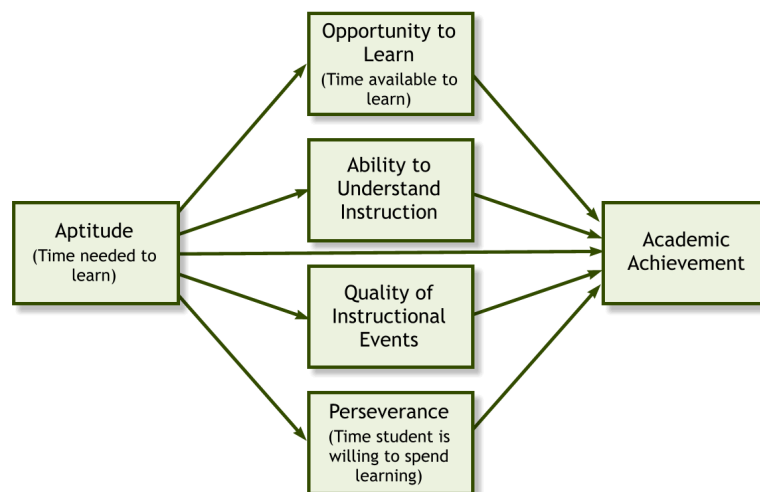 Opportunity to
Learn
(Time available to
learn)
Ability to
Understand
Instruction
Aptitude
(Time needed to
learn)
Academic
Achievement
Quality of
Instructional
Events
Perseverance
(Time student is
willing to spend
learning)